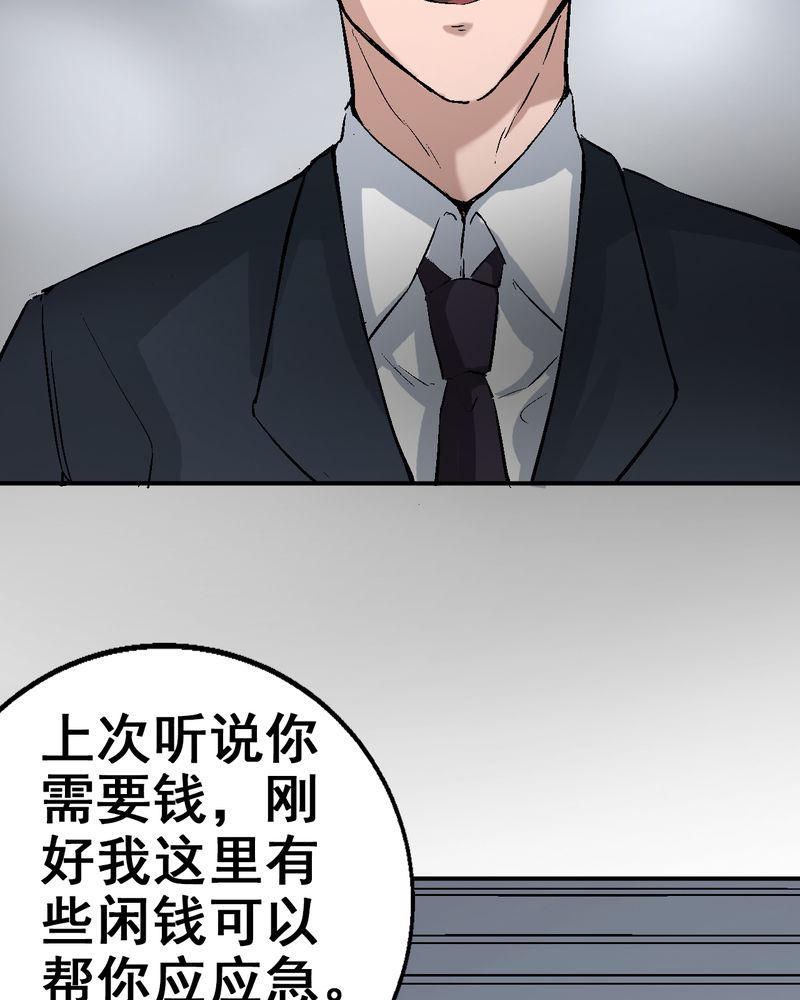 上次听说你
需要钱，刚
好我这里有
些闲钱可以
帮你应应急。